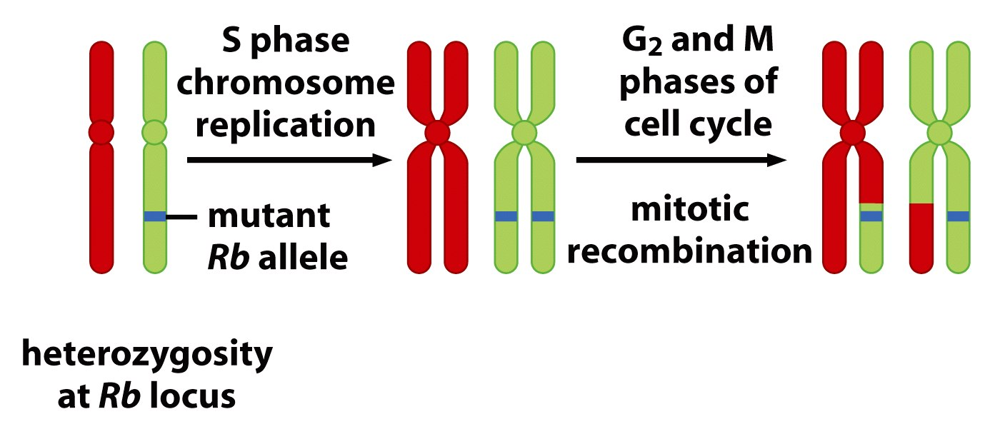 S phase
chromosome
replication
G2 and M
phases of
cell cycle
mutant
Rb allele
mitotic
recombination
heterozygosity
at Rb locus